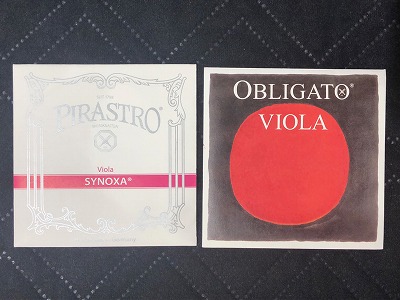 PIRASTRO
Viola
SYNOXA®
OBLIGATO®
VIOLA